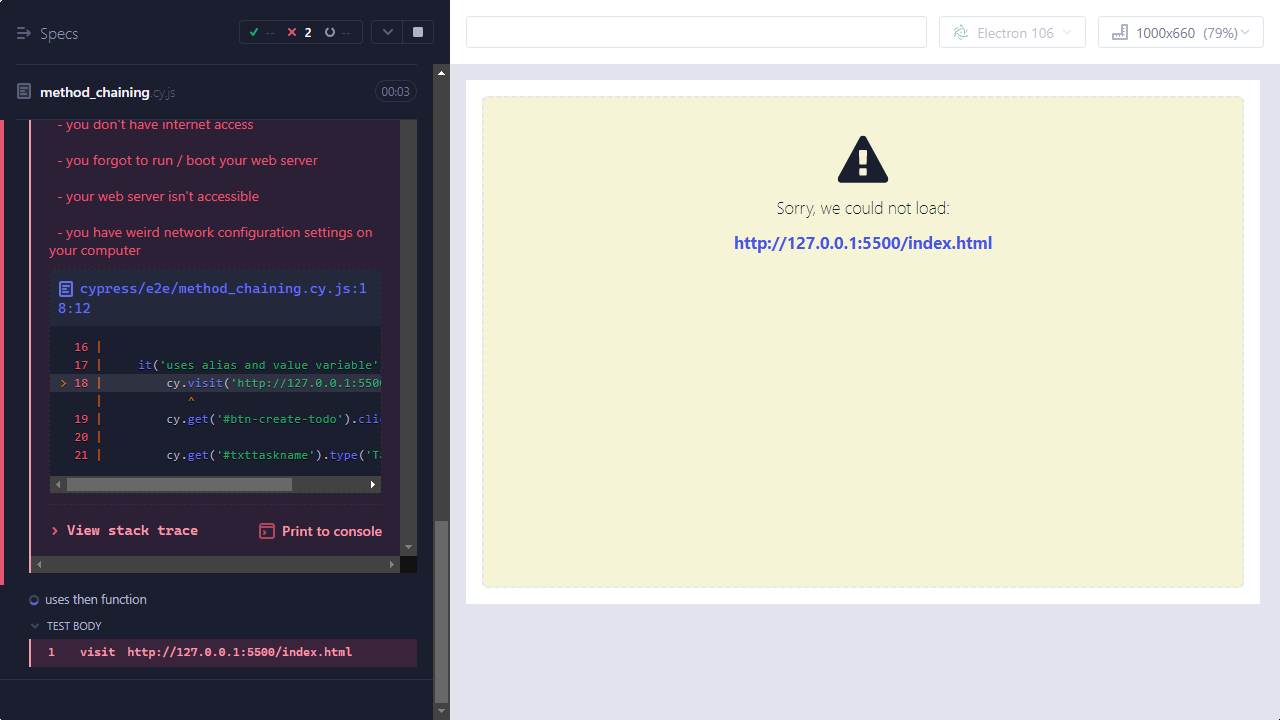 Specs
-- 2 --
Electron 106
1000x660 (79%)
method_chaining.cy.js
00:03
- you don't have internet access
- you forgot to run / boot your web server
- your web server isn't accessible
- you have weird network configuration settings on
your computer
cypress/e2e/method_chaining.cy.js:1
8:12
16 |
17 | it('uses alias and value variable'
> 18 | cy.visit('http://127.0.0.1:550
| ^
19 | cy.get('#btn-create-todo').clic
20 |
21 | cy.get('#txttaskname').type('Ta
View stack trace
Print to console
uses then function
TEST BODY
1 visit http://127.0.0.1:5500/index.html
Sorry, we could not load:
http://127.0.0.1:5500/index.html